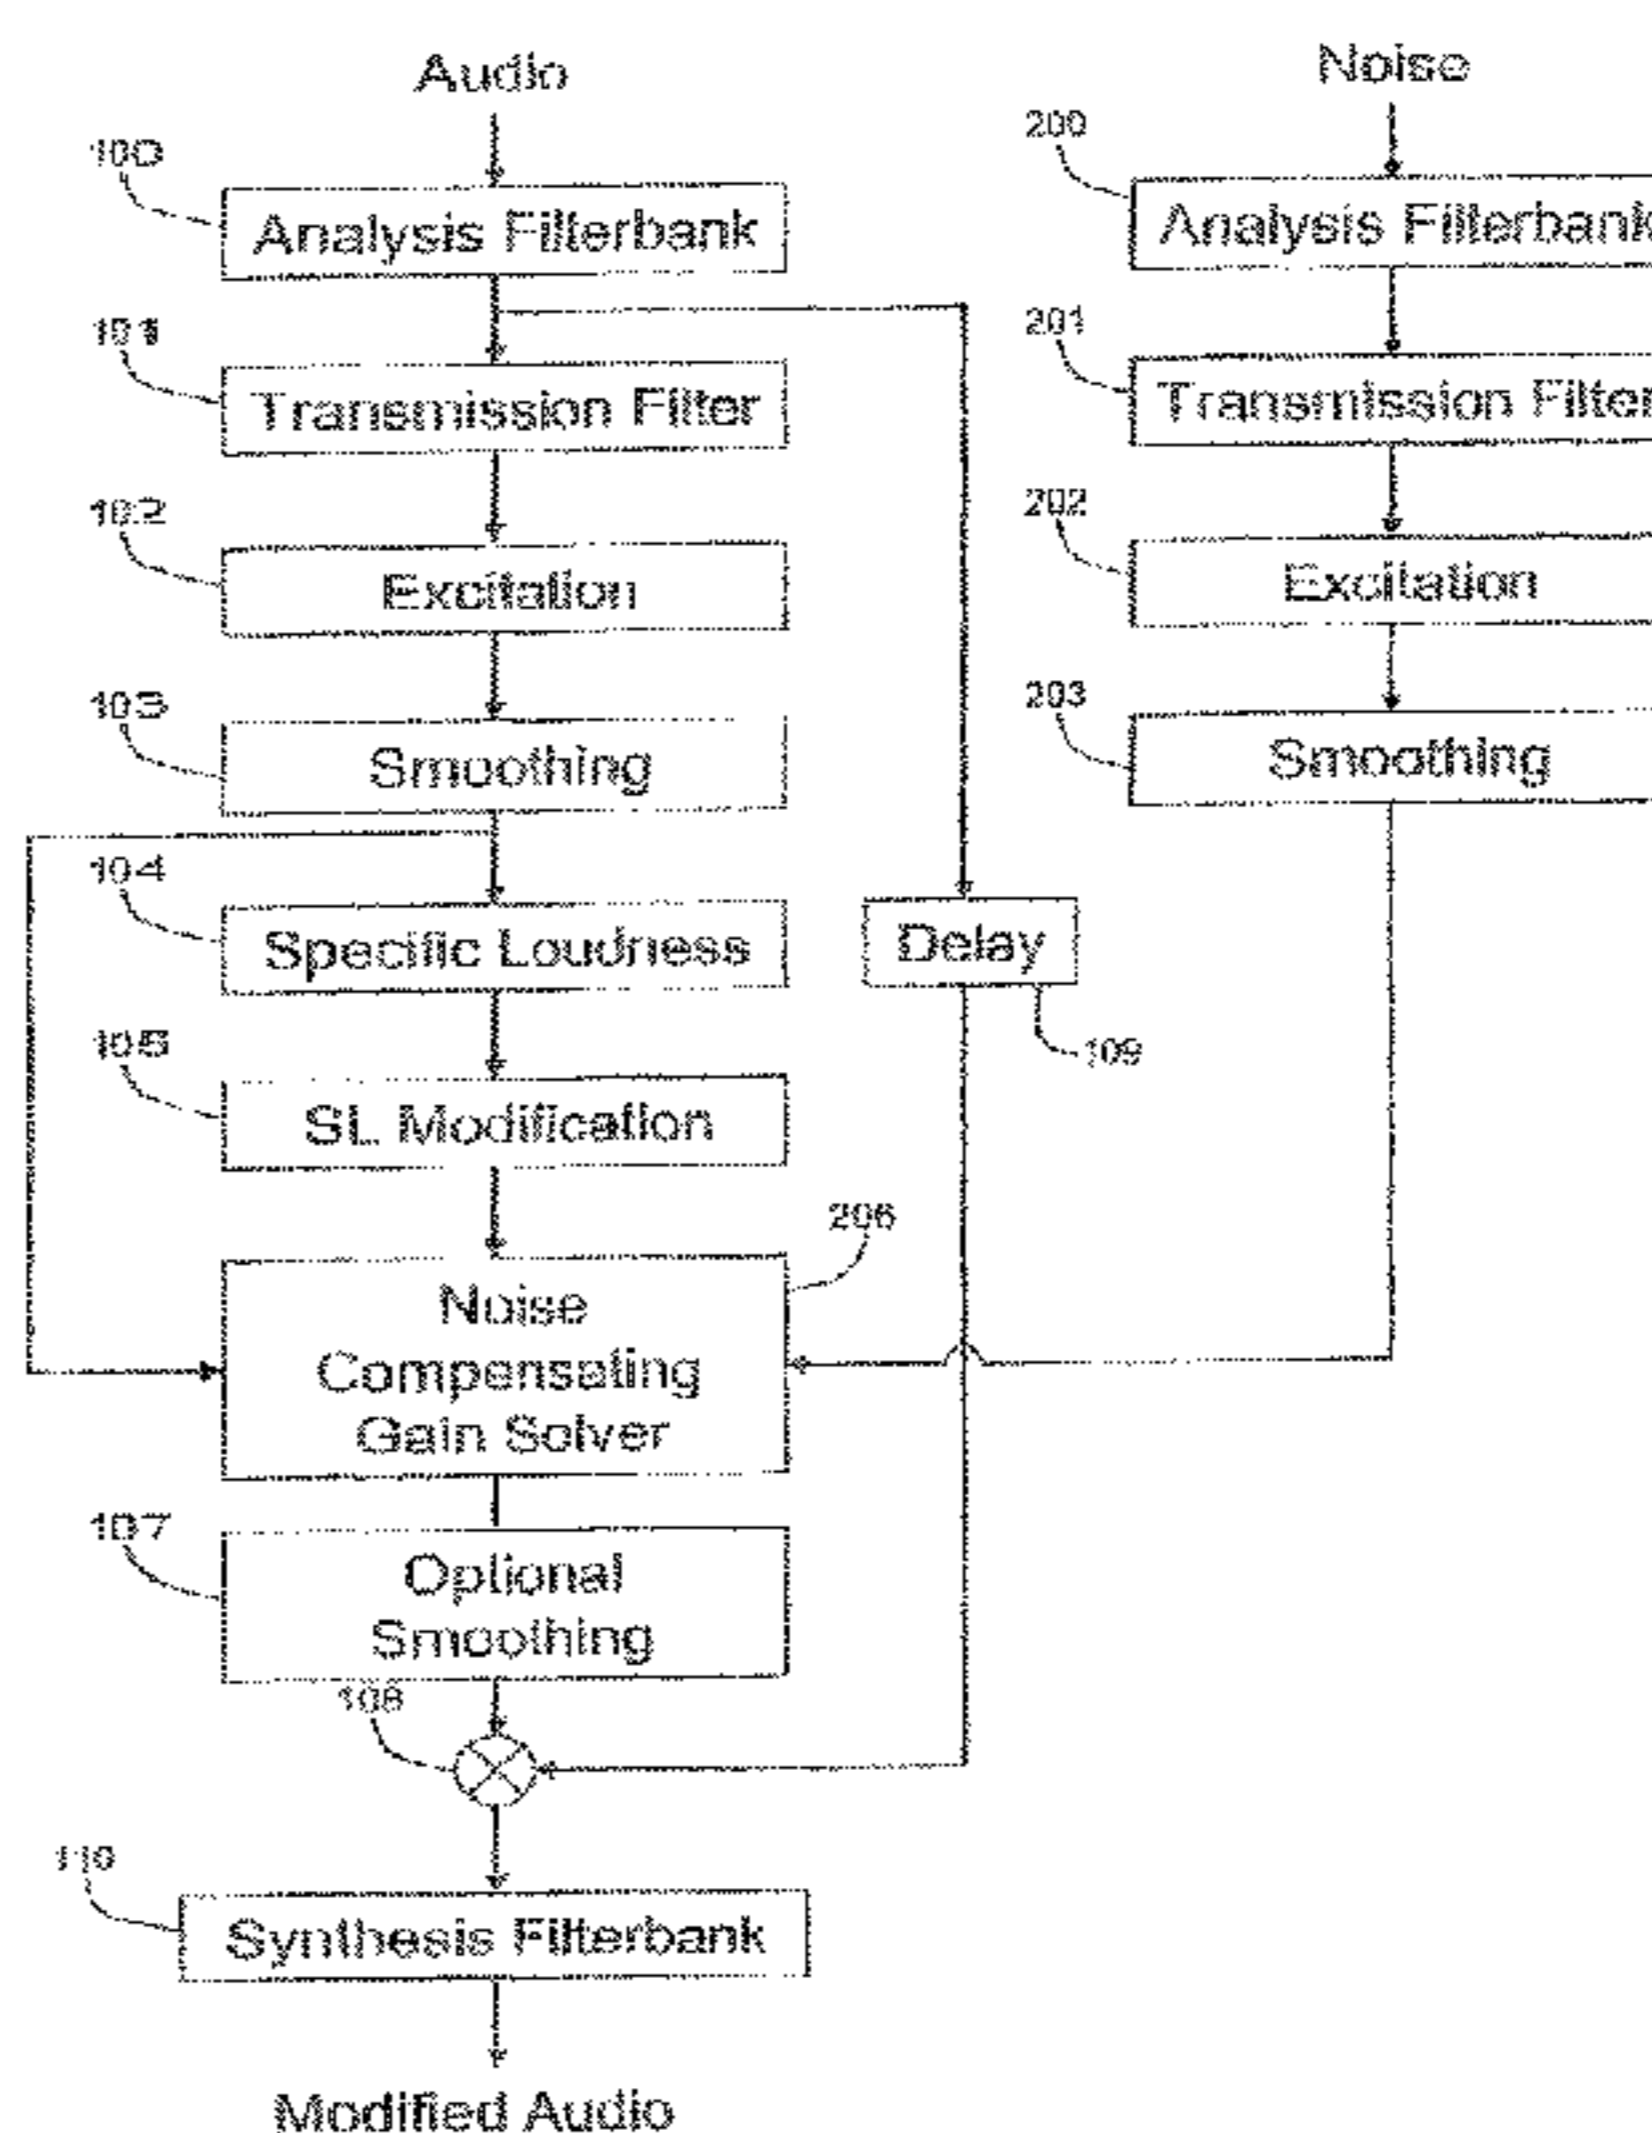 Audio
100
Analysis Filterbank
101
Transmission Filter
102
Excitation
103
Smoothing
104
Specific Loudness
105
SL Modification
206
Noise
Compensating
Gain Solver
107
Optional
Smoothing
108
110
Synthesis Filterbank
Modified Audio
Delay
109
Noise
200
Analysis Filterbank
201
Transmission Filter
202
Excitation
203
Smoothing